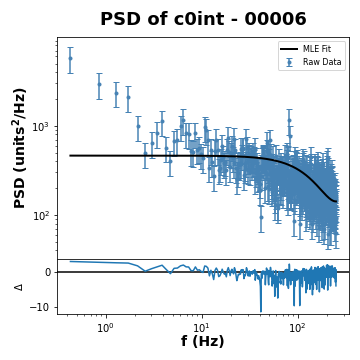 PSD of c0int - 00006
MLE Fit
Raw Data
PSD (units²/Hz)
10³
10²
0
−10
Δ
10⁰
10¹
10²
f (Hz)